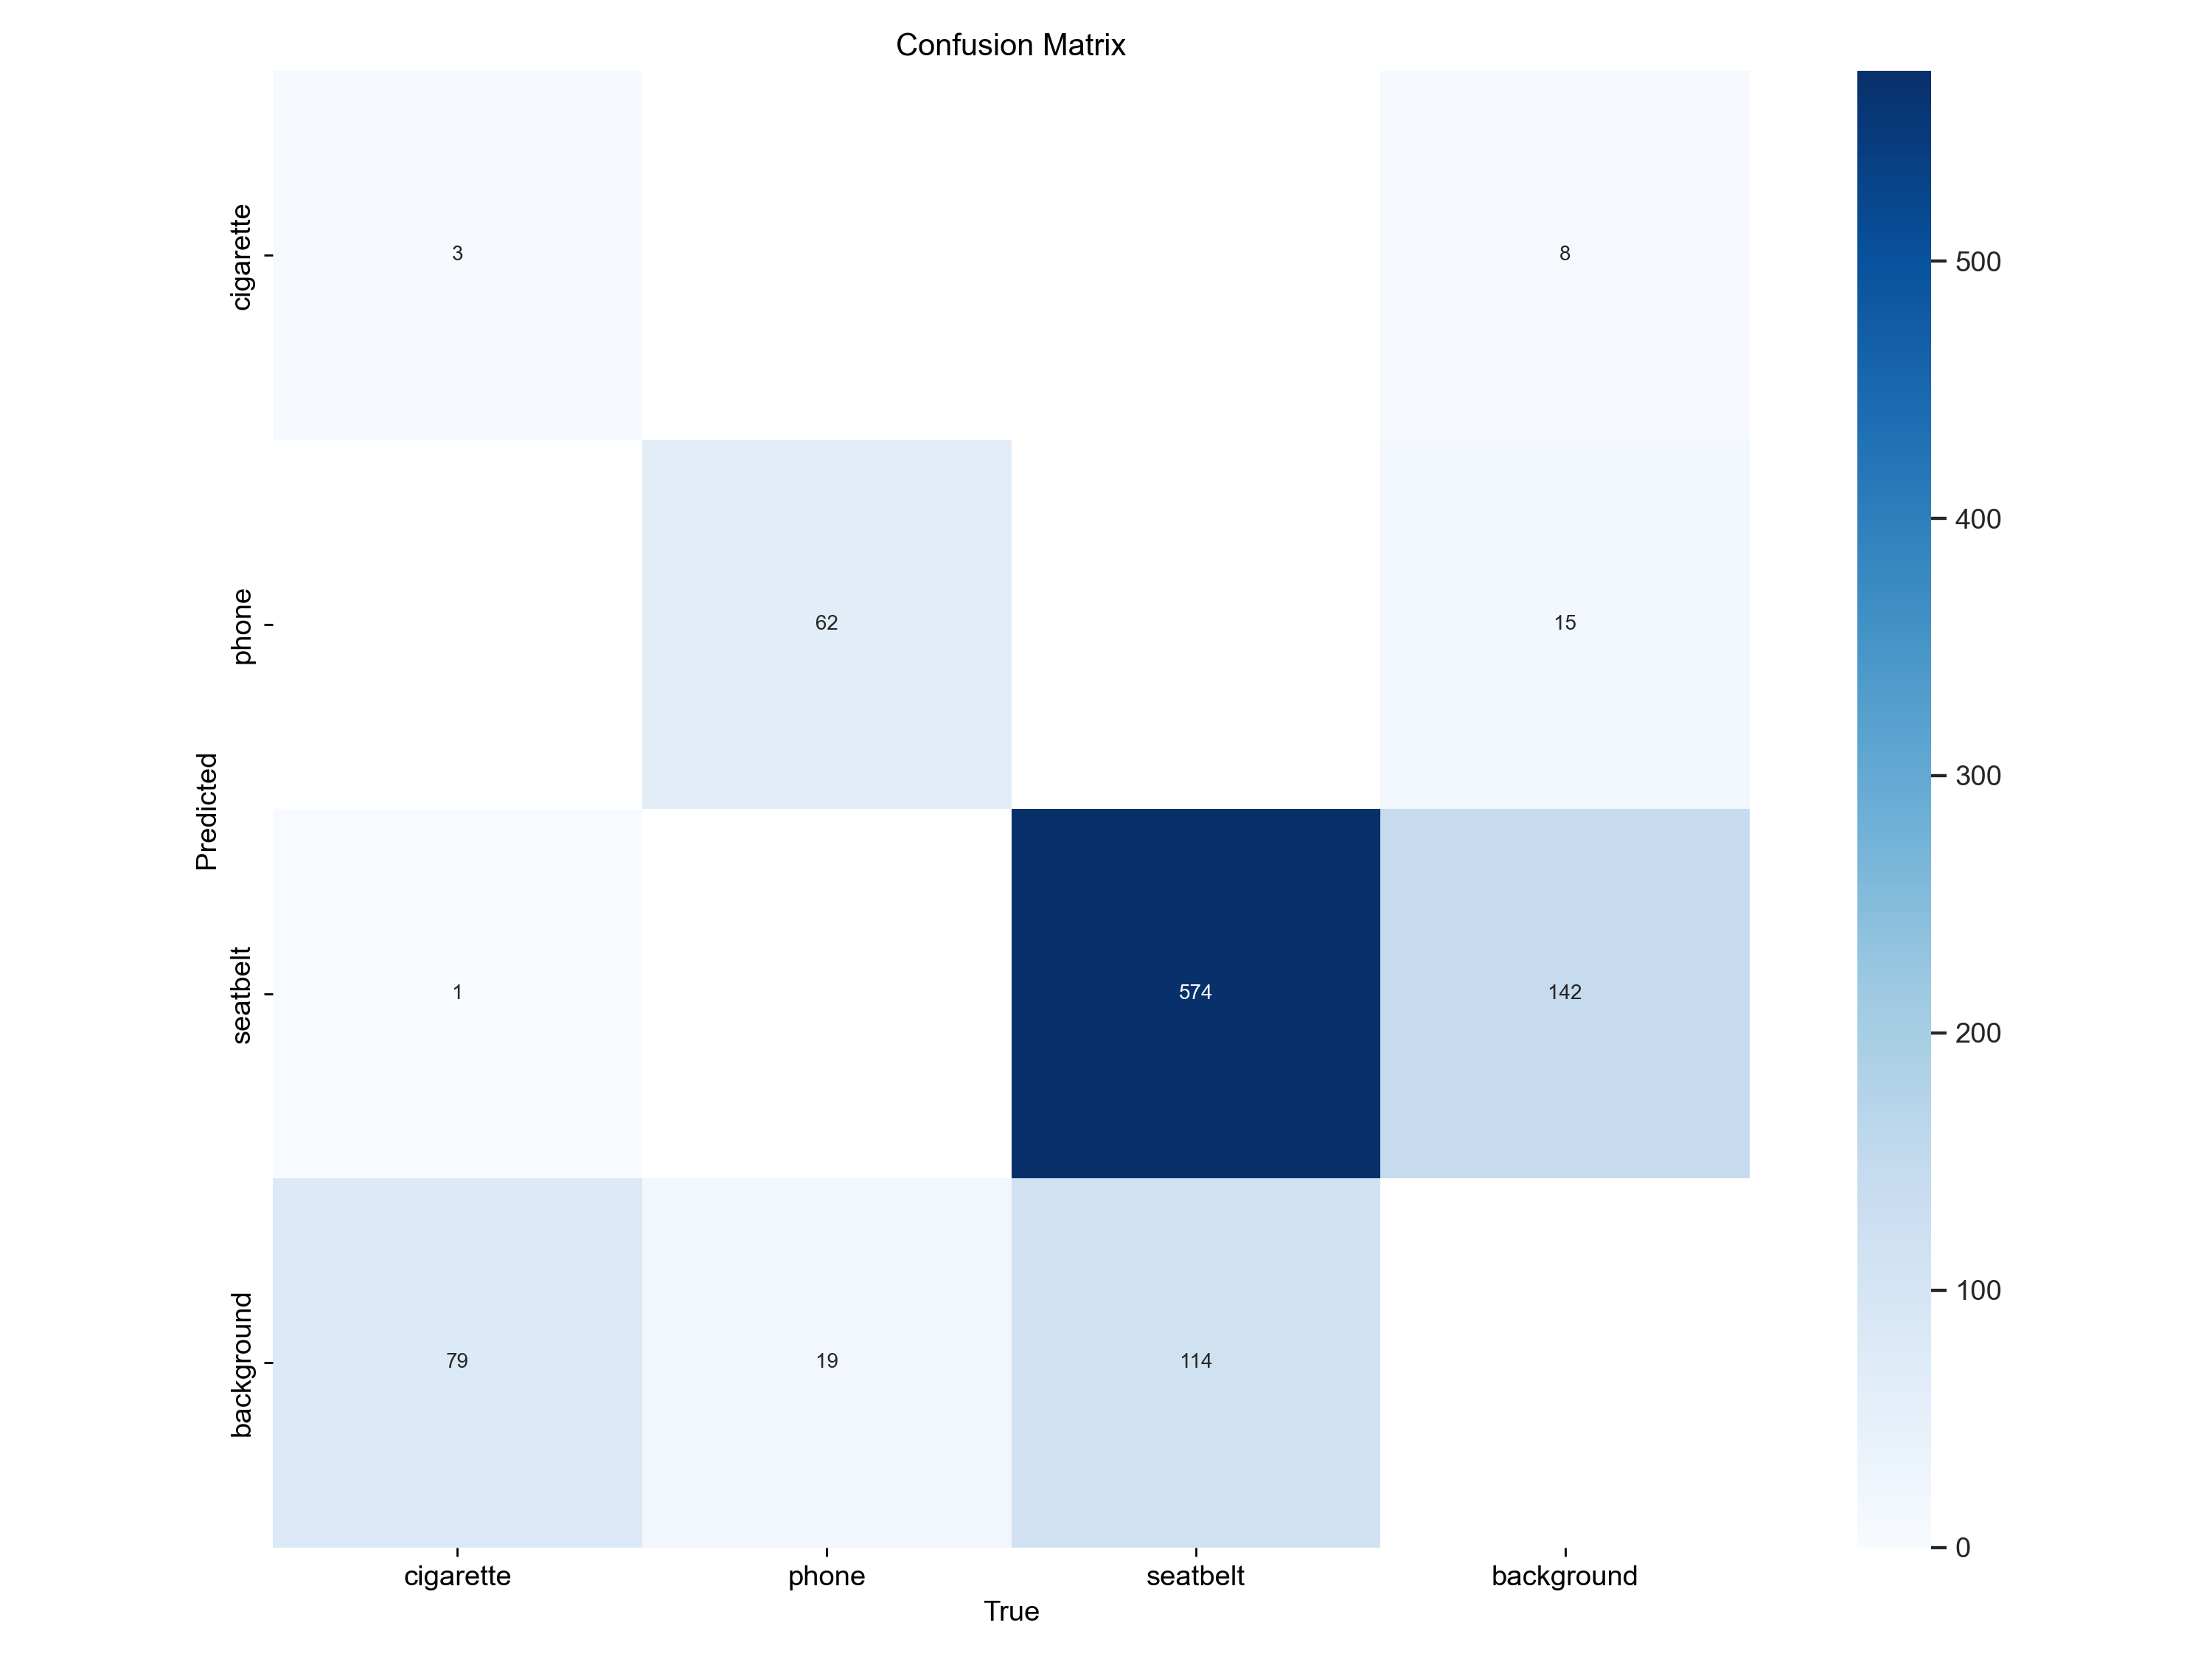 Confusion Matrix
cigarette
3
8
500
400
phone
62
15
300
Predicted
seatbelt
1
574
142
200
background
79
19
114
100
0
cigarette
phone
seatbelt
background
True